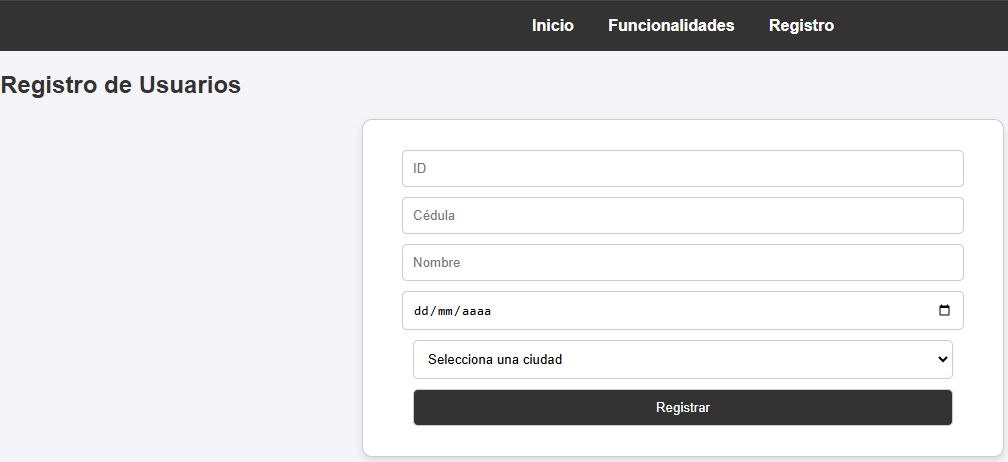 Inicio Funcionalidades Registro
Registro de Usuarios
ID
Cédula
Nombre
dd/mm/aaaa
Selecciona una ciudad
Registrar